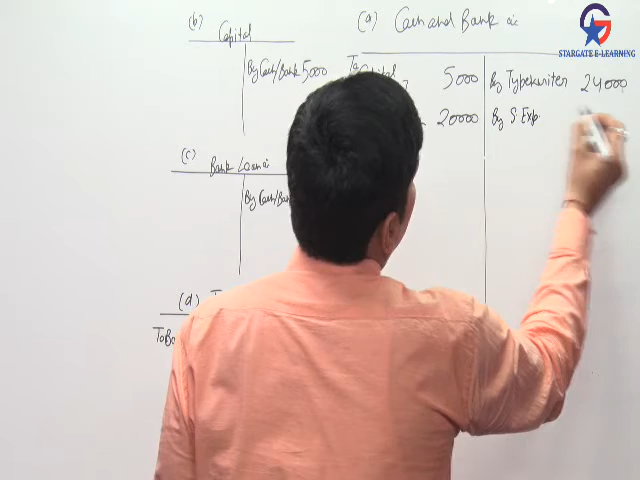 (b) Capital
By Cash/Bank 5000
(a) Cash and Bank a/c
To Capital 5000
20000
By Typewriter 24000
By S. Exp.
(c) Bank Loan a/c
By Cash/Ban
(d)
STARGATE E-LEARNING